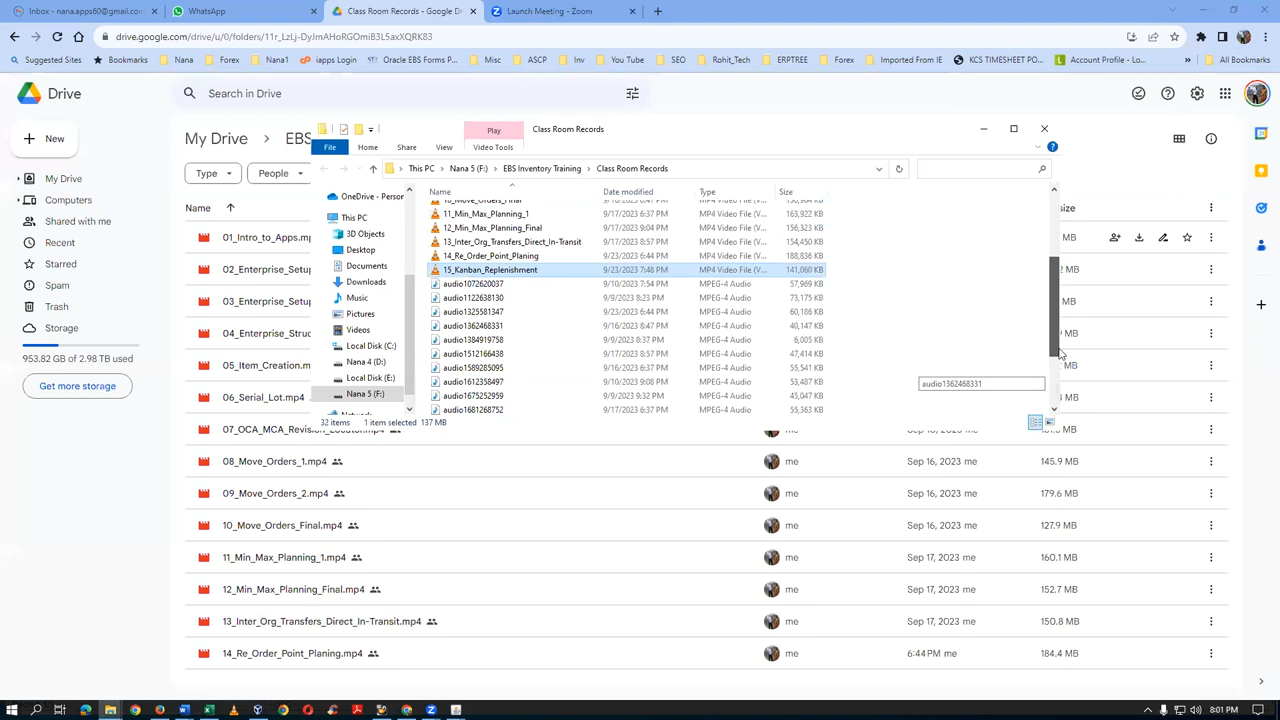 Inbox - nana.apps60@gmail.com
WhatsApp
Class Room Records - Google D
Launch Meeting - Zoom
drive.google.com/drive/u/0/folders/11r_LzLj-DyJmAHoRGOmiB3L5axXQRK83
Suggested Sites
Bookmarks
Nana
Forex
Nana1
iapps Login
Oracle EBS Forms P...
Misc
ASCP
Inv
You Tube
SEO
Rohit_Tech
ERPTREE
Forex
Imported From IE
KCS TIMESHEET PO...
Account Profile - Lo...
»
All Bookmarks
Drive
Search in Drive
New
My Drive
Computers
Shared with me
Recent
Starred
Spam
Trash
Storage
953.82 GB of 2.98 TB used
Get more storage
My Drive > EBS
Type
People
Name
size
01_Intro_to_Apps.mp
MB
02_Enterprise_Setup
MB
03_Enterprise_Setup
MB
04_Enterprise_Struc
MB
05_Item_Creation.m
MB
06_Serial_Lot.mp4
MB
07_OCA_MCA_Revision_Locator.mp4
08_Move_Orders_1.mp4
me
Sep 16, 2023 me
145.9 MB
09_Move_Orders_2.mp4
me
Sep 16, 2023 me
179.6 MB
10_Move_Orders_Final.mp4
me
Sep 16, 2023 me
127.9 MB
11_Min_Max_Planning_1.mp4
me
Sep 17, 2023 me
160.1 MB
12_Min_Max_Planning_Final.mp4
me
Sep 17, 2023 me
152.7 MB
13_Inter_Org_Transfers_Direct_In-Transit.mp4
me
Sep 17, 2023 me
150.8 MB
14_Re_Order_Point_Planing.mp4
me
6:44 PM me
184.4 MB
Play
Class Room Records
File
Home
Share
View
Video Tools
This PC > Nana 5 (F:) > EBS Inventory Training > Class Room Records
OneDrive - Person
This PC
3D Objects
Desktop
Documents
Downloads
Music
Pictures
Videos
Local Disk (C:)
Nana 4 (D:)
Local Disk (E:)
Nana 5 (F:)
Name Date modified Type Size
11_Min_Max_Planning_1 9/17/2023 6:37 PM MP4 Video File (V... 163,922 KB
12_Min_Max_Planning_Final 9/17/2023 9:04 PM MP4 Video File (V... 156,323 KB
13_Inter_Org_Transfers_Direct_In-Transit 9/17/2023 8:57 PM MP4 Video File (V... 154,450 KB
14_Re_Order_Point_Planing 9/23/2023 6:44 PM MP4 Video File (V... 188,836 KB
15_Kanban_Replenishment 9/23/2023 7:48 PM MP4 Video File (V... 141,060 KB
audio1072620037 9/10/2023 7:54 PM MPEG-4 Audio 57,969 KB
audio1122638130 9/9/2023 8:23 PM MPEG-4 Audio 73,175 KB
audio1325581347 9/23/2023 6:44 PM MPEG-4 Audio 60,186 KB
audio1362468331 9/16/2023 8:47 PM MPEG-4 Audio 40,147 KB
audio1384919758 9/9/2023 8:37 PM MPEG-4 Audio 6,005 KB
audio1512166438 9/17/2023 8:57 PM MPEG-4 Audio 47,414 KB
audio1589285095 9/16/2023 6:37 PM MPEG-4 Audio 55,541 KB
audio1612358497 9/10/2023 9:08 PM MPEG-4 Audio 53,487 KB
audio1675252959 9/9/2023 9:32 PM MPEG-4 Audio 45,047 KB
audio1681268752 9/17/2023 6:37 PM MPEG-4 Audio 55,363 KB
audio1362468331
32 items 1 item selected 137 MB
8:01 PM